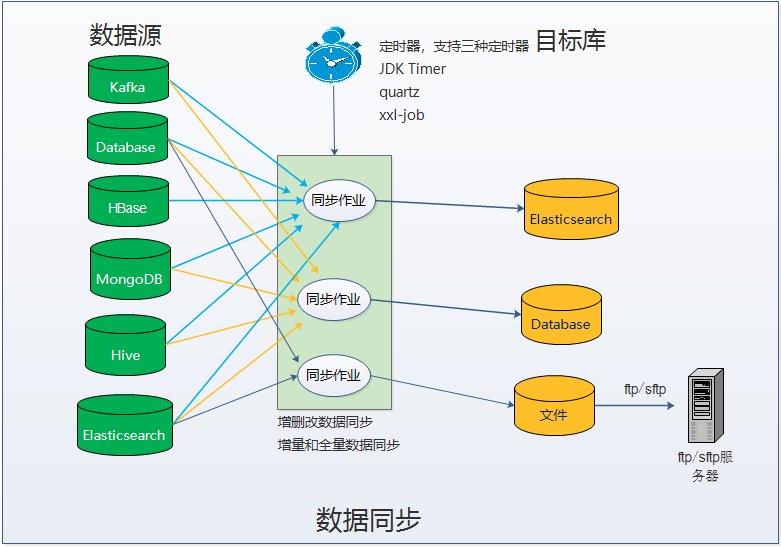 数据源
定时器，支持三种定时器
目标库
JDK Timer
quartz
xxl-job
Kafka
Database
HBase
MongoDB
Hive
Elasticsearch
同步作业
同步作业
同步作业
增删改数据同步
增量和全量数据同步
Elasticsearch
Database
文件
ftp/sftp
ftp/sftp服
务器
数据同步